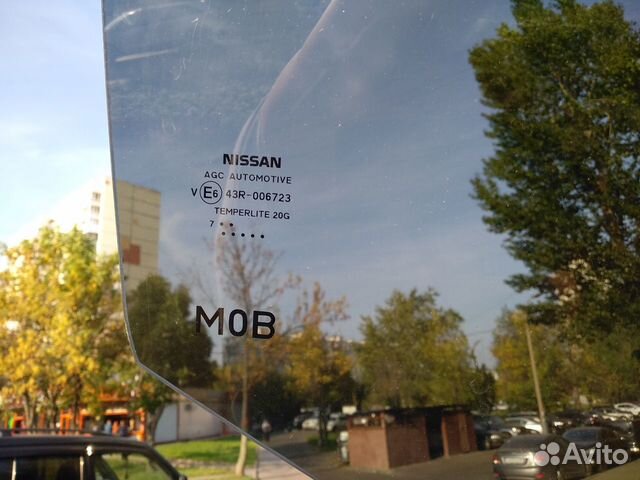 NISSAN
AGC AUTOMOTIVE
V E6 43R-006723
TEMPERLITE 20G
7
M0B
Avito